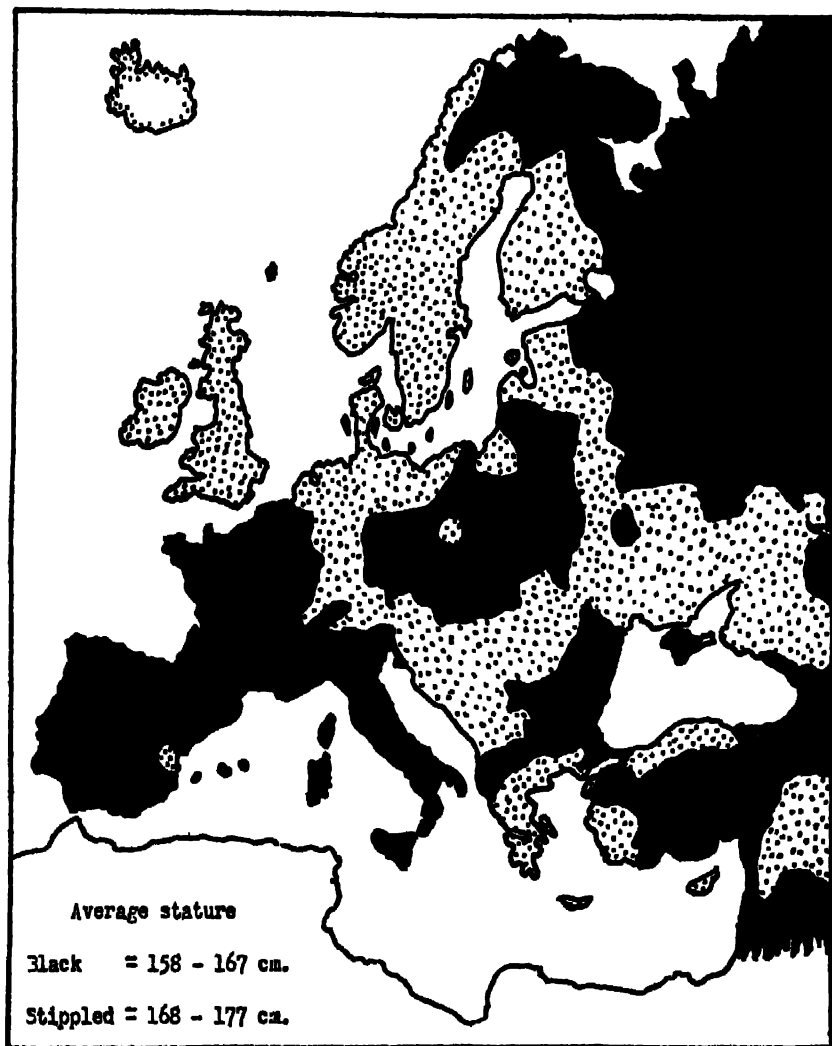 Average stature
Black = 158 - 167 cm.
Stippled = 168 - 177 cm.